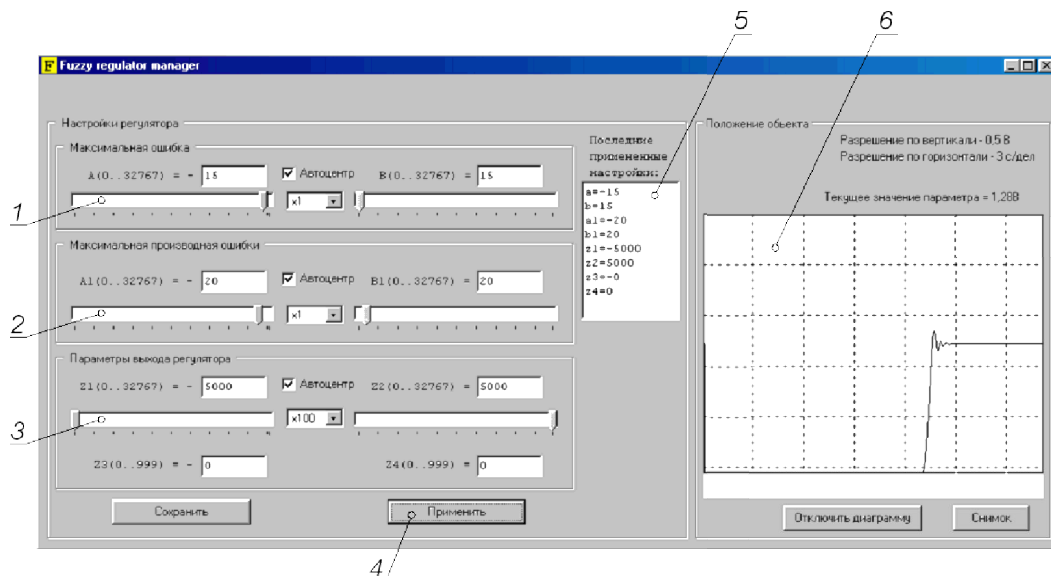 5
6
Fuzzy regulator manager
Настройки регулятора
Максимальная ошибка
A(0..32767) = - 15
Автоцентр
B(0..32767) = 15
x1
1
Максимальная производная ошибки
A1(0..32767) = - 20
Автоцентр
B1(0..32767) = 20
x1
2
Параметры выхода регулятора
Z1(0..32767) = - 5000
Автоцентр
Z2(0..32767) = 5000
x100
3
Z3(0..999) = - 0
Z4(0..999) = 0
Сохранить
Применить
4
Последние
примененные
настройки:
a=-15
b=15
a1=-20
b1=20
z1=-5000
z2=5000
z3=-0
z4=0
Положение обьекта
Разрешение по вертикали - 0,5 В
Разрешение по горизонтали - 3 с/дел
Текущее значение параметра = 1,288
Отключить диаграмму
Снимок